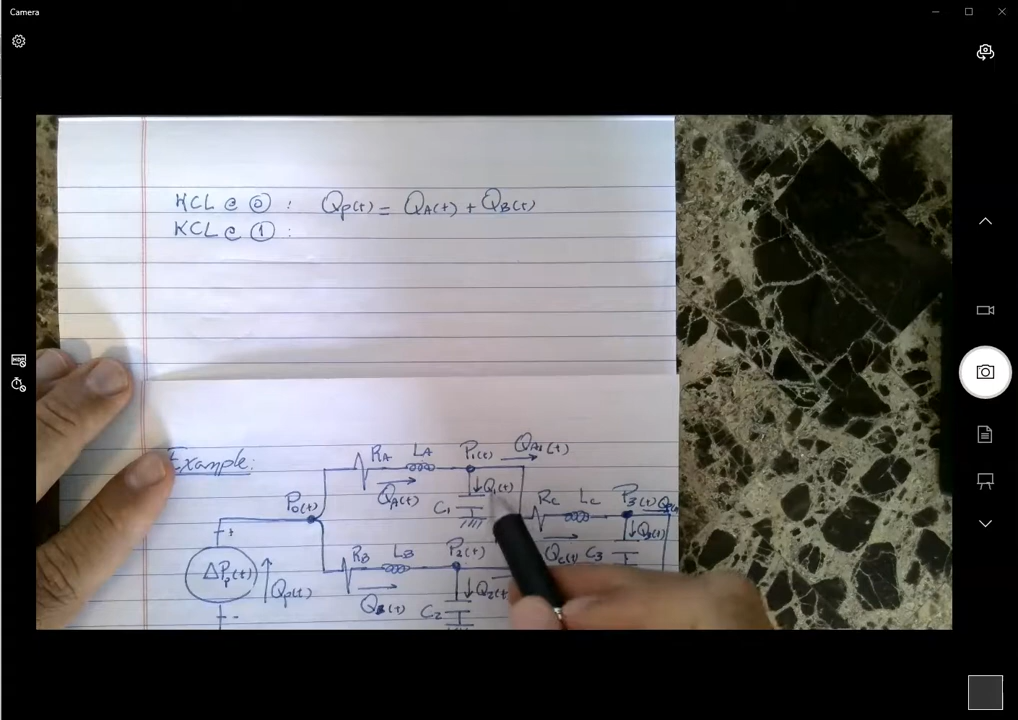 Camera
KCL @ ⓪ : Qp(t) = QA(t) + QB(t)
KCL @ ① :
Example:
RA LA P1(t) QA1(t)
QA(t) C1 Q1(t)
P0(t) RC LC P3(t)
+ QC(t) C3 Q3(t)
ΔPp(t) Qp(t)
RB LB P2(t)
QB(t) C2 Q2(t)
-